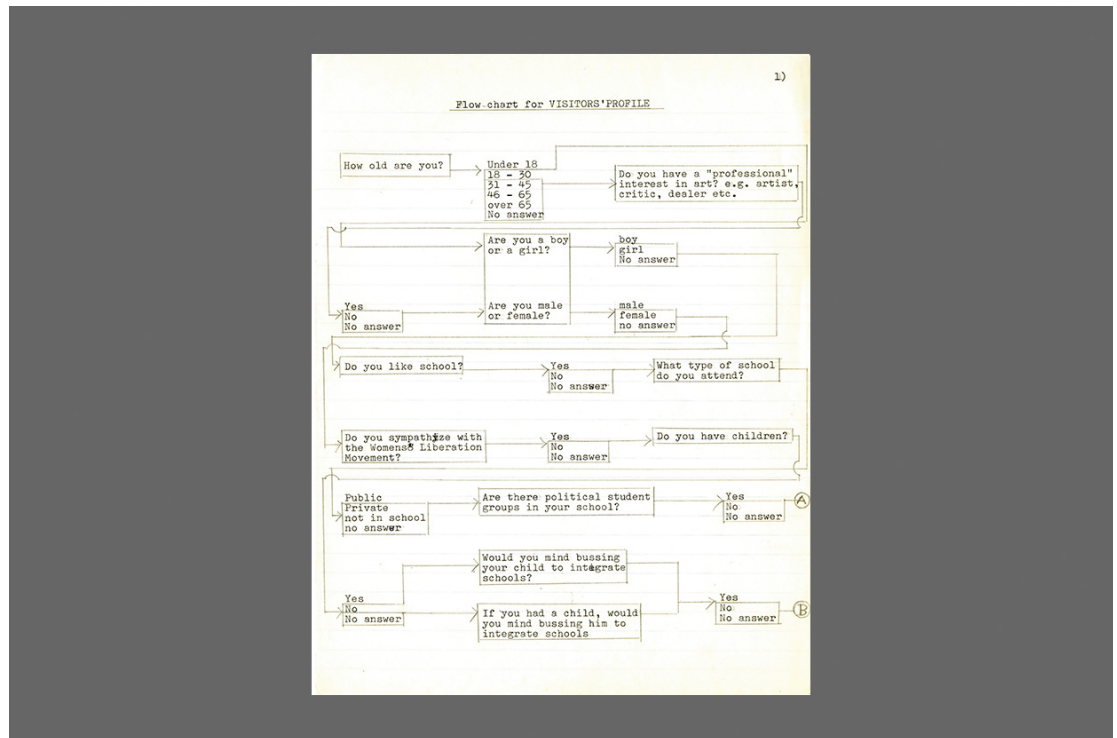 1)
Flow-chart for VISITORS'PROFILE
How old are you?
Under 18
18 - 30
31 - 45
46 - 65
over 65
No answer
Do you have a "professional"
interest in art? e.g. artist,
critic, dealer etc.
Are you a boy
or a girl?
boy
girl
No answer
Yes
No
No answer
Are you male
or female?
male
female
no answer
Do you like school?
Yes
No
No answer
What type of school
do you attend?
Do you sympathize with
the Womens Liberation
Movement?
Yes
No
No answer
Do you have children?
Public
Private
not in school
no answer
Are there political student
groups in your school?
Yes
No
No answer
A
Would you mind bussing
your child to integrate
schools?
Yes
No
No answer
If you had a child, would
you mind bussing him to
integrate schools
Yes
No
No answer
B